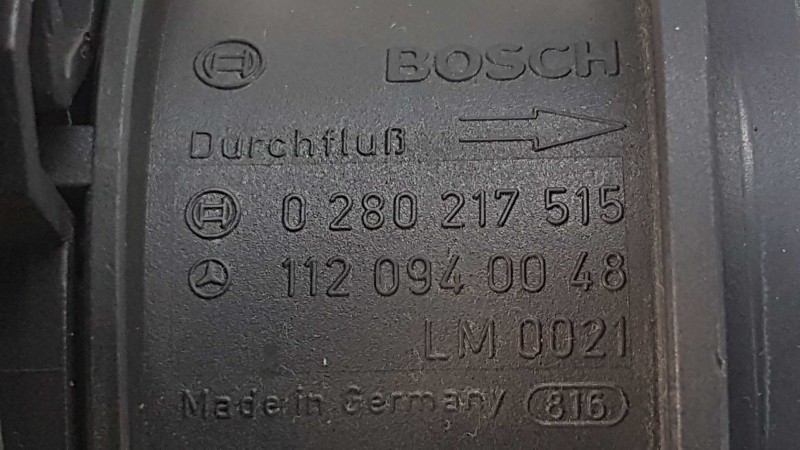 BOSCH
Durchfluß
0 280 217 515
112 094 00 48
LM 0021
Made in Germany 816